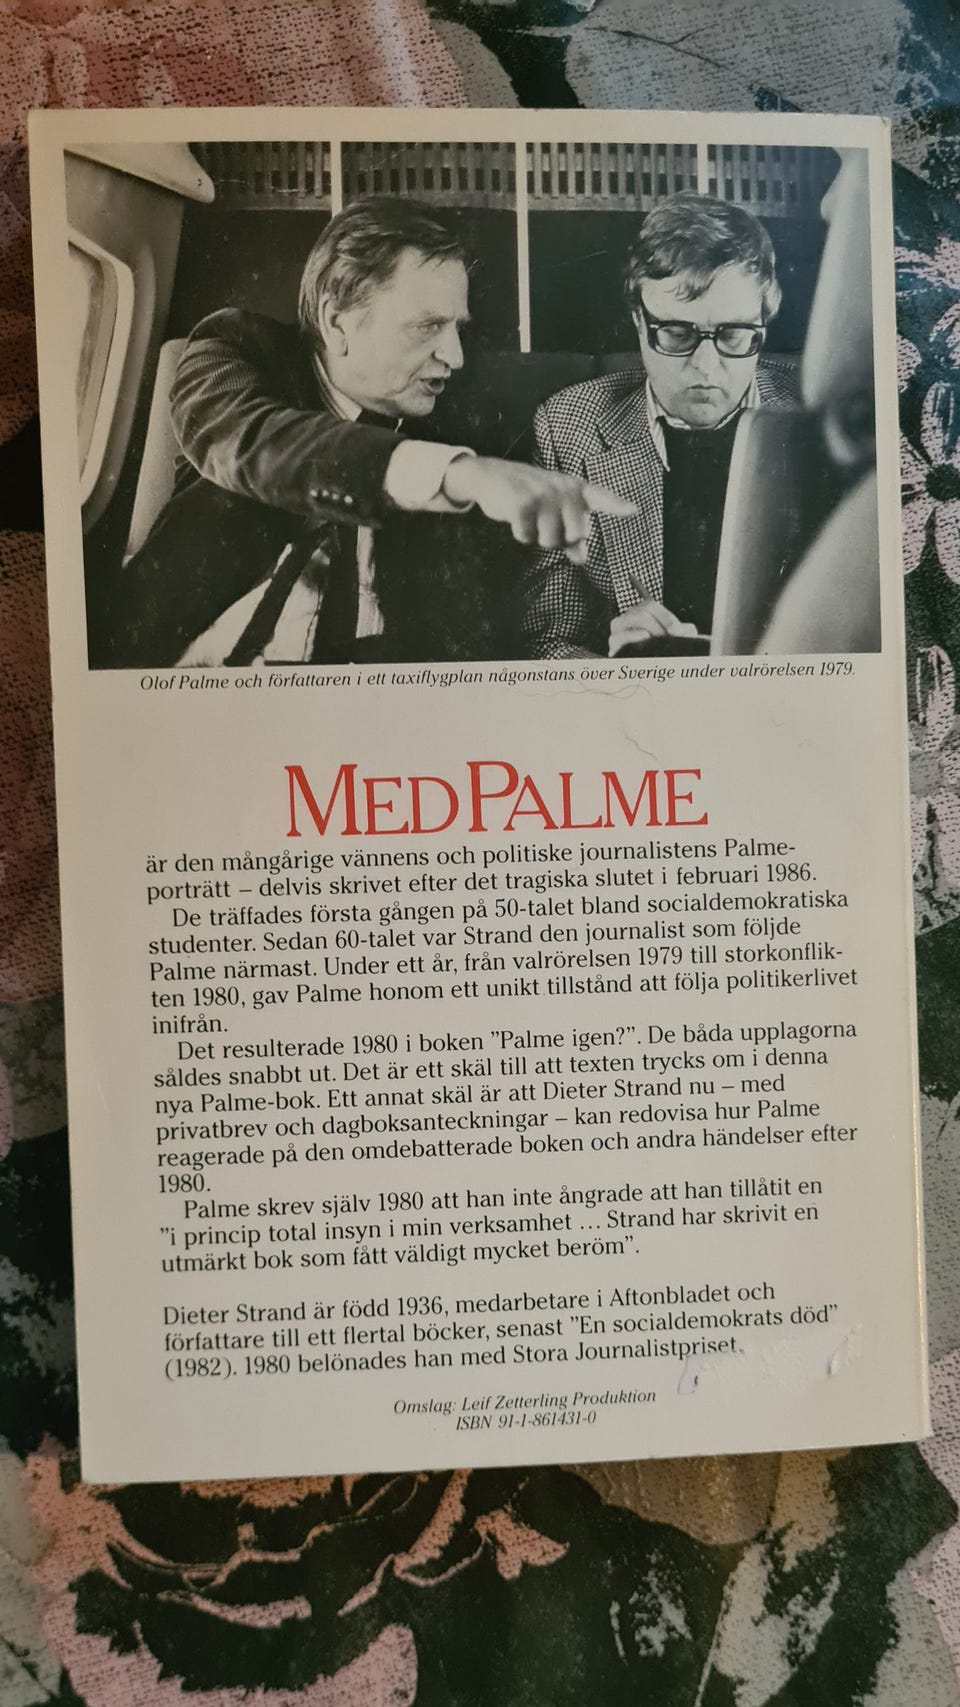 Olof Palme och författaren i ett taxiflygplan någonstans över Sverige under valrörelsen 1979.
MED PALME
är den mångårige vännens och politiske journalistens Palme-
porträtt – delvis skrivet efter det tragiska slutet i februari 1986.
De träffades första gången på 50-talet bland socialdemokratiska
studenter. Sedan 60-talet var Strand den journalist som följde
Palme närmast. Under ett år, från valrörelsen 1979 till storkonflik-
ten 1980, gav Palme honom ett unikt tillstånd att följa politikerlivet
inifrån.
Det resulterade 1980 i boken ”Palme igen?”. De båda upplagorna
såldes snabbt ut. Det är ett skäl till att texten trycks om i denna
nya Palme-bok. Ett annat skäl är att Dieter Strand nu – med
privatbrev och dagboksanteckningar – kan redovisa hur Palme
reagerade på den omdebatterade boken och andra händelser efter
1980.
Palme skrev själv 1980 att han inte ångrade att han tillåtit en
”i princip total insyn i min verksamhet ... Strand har skrivit en
utmärkt bok som fått väldigt mycket beröm”.
Dieter Strand är född 1936, medarbetare i Aftonbladet och
författare till ett flertal böcker, senast ”En socialdemokrats död”
(1982). 1980 belönades han med Stora Journalistpriset.
Omslag: Leif Zetterling Produktion
ISBN 91-1-861431-0